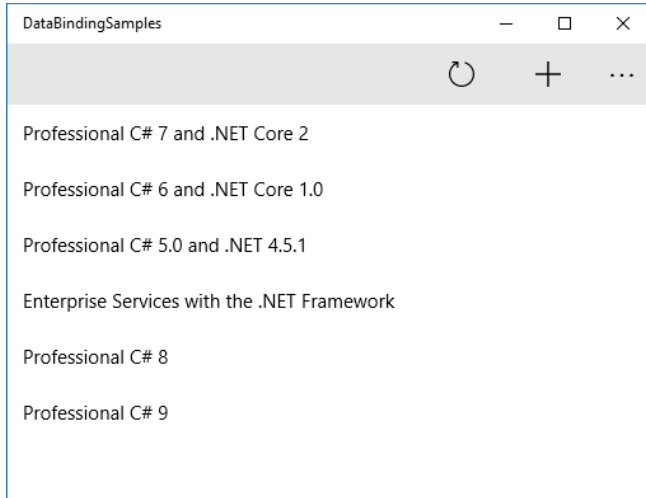 DataBindingSamples
Professional C# 7 and .NET Core 2
Professional C# 6 and .NET Core 1.0
Professional C# 5.0 and .NET 4.5.1
Enterprise Services with the .NET Framework
Professional C# 8
Professional C# 9